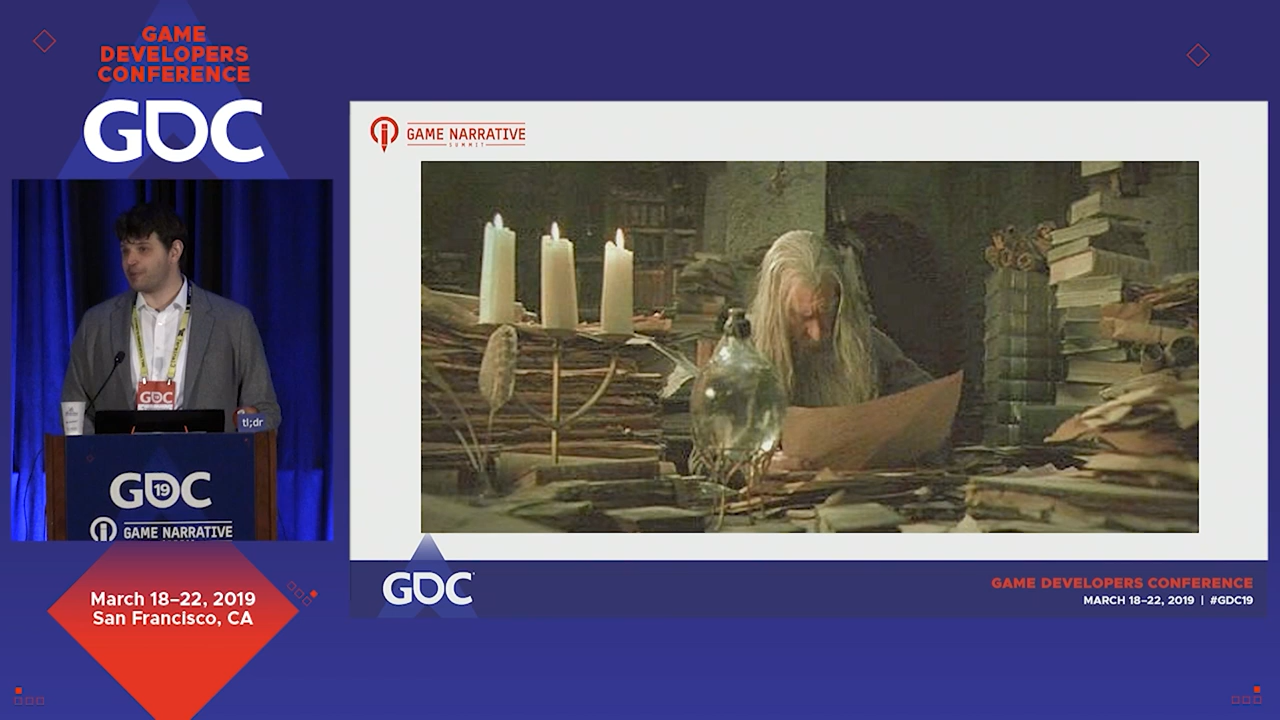 GAME
DEVELOPERS
CONFERENCE
GDC
GAME NARRATIVE
SUMMIT
GDC
tl;dr
GDC
19
GAME NARRATIVE
March 18–22, 2019
San Francisco, CA
GDC
GAME DEVELOPERS CONFERENCE
MARCH 18–22, 2019 | #GDC19